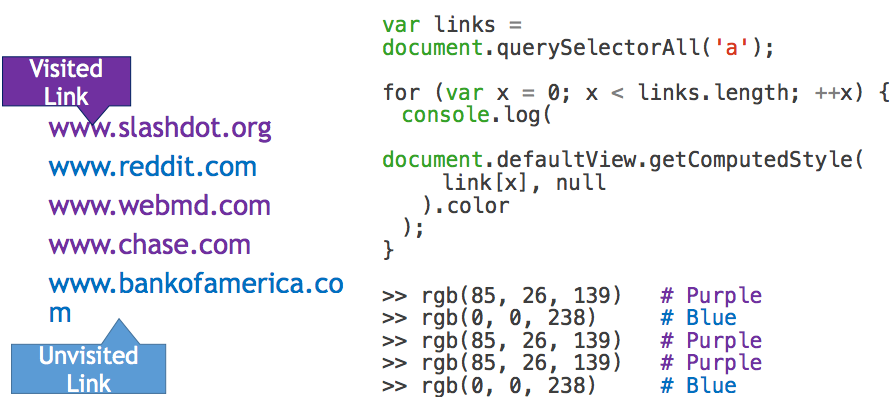 Visited
Link
www.slashdot.org
www.reddit.com
www.webmd.com
www.chase.com
www.bankofamerica.co
m
Unvisited
Link
var links =
document.querySelectorAll('a');
for (var x = 0; x < links.length; ++x) {
  console.log(
document.defaultView.getComputedStyle(
     link[x], null
   ).color
  );
}
>> rgb(85, 26, 139)   # Purple
>> rgb(0, 0, 238)     # Blue
>> rgb(85, 26, 139)   # Purple
>> rgb(85, 26, 139)   # Purple
>> rgb(0, 0, 238)     # Blue